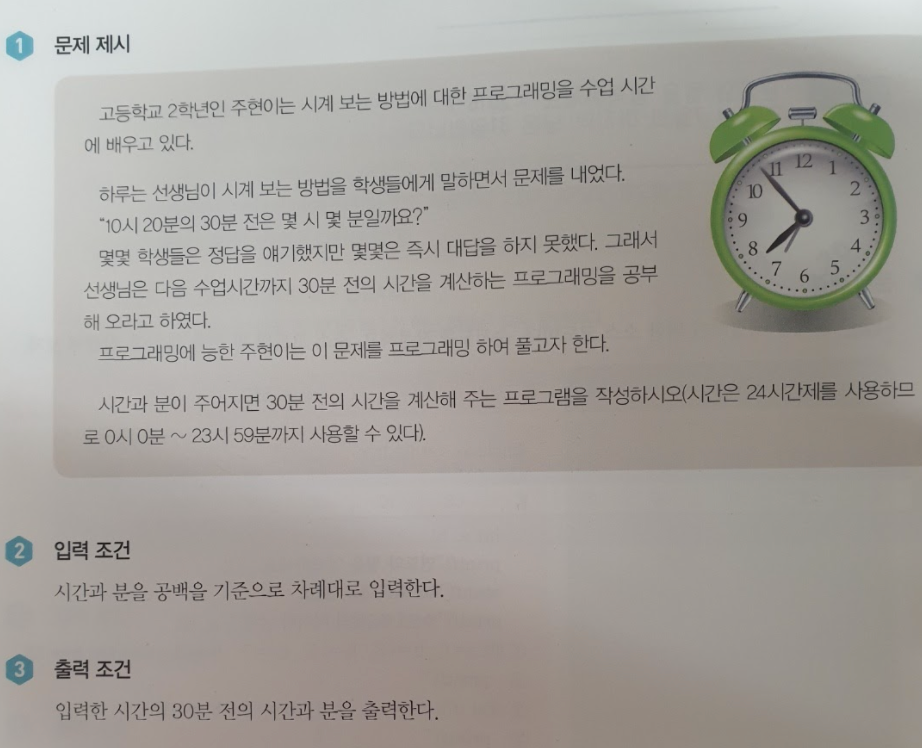 1 문제 제시
고등학교 2학년인 주현이는 시계 보는 방법에 대한 프로그래밍을 수업 시간
에 배우고 있다.
하루는 선생님이 시계 보는 방법을 학생들에게 말하면서 문제를 내었다.
“10시 20분의 30분 전은 몇 시 몇 분일까요?”
몇몇 학생들은 정답을 얘기했지만 몇몇은 즉시 대답을 하지 못했다. 그래서
선생님은 다음 수업시간까지 30분 전의 시간을 계산하는 프로그래밍을 공부
해 오라고 하였다.
프로그래밍에 능한 주현이는 이 문제를 프로그래밍 하여 풀고자 한다.
시간과 분이 주어지면 30분 전의 시간을 계산해 주는 프로그램을 작성하시오(시간은 24시간제를 사용하므
로 0시 0분 ~ 23시 59분까지 사용할 수 있다).
12
1
2
3
4
5
6
7
8
9
10
11
2 입력 조건
시간과 분을 공백을 기준으로 차례대로 입력한다.
3 출력 조건
입력한 시간의 30분 전의 시간과 분을 출력한다.